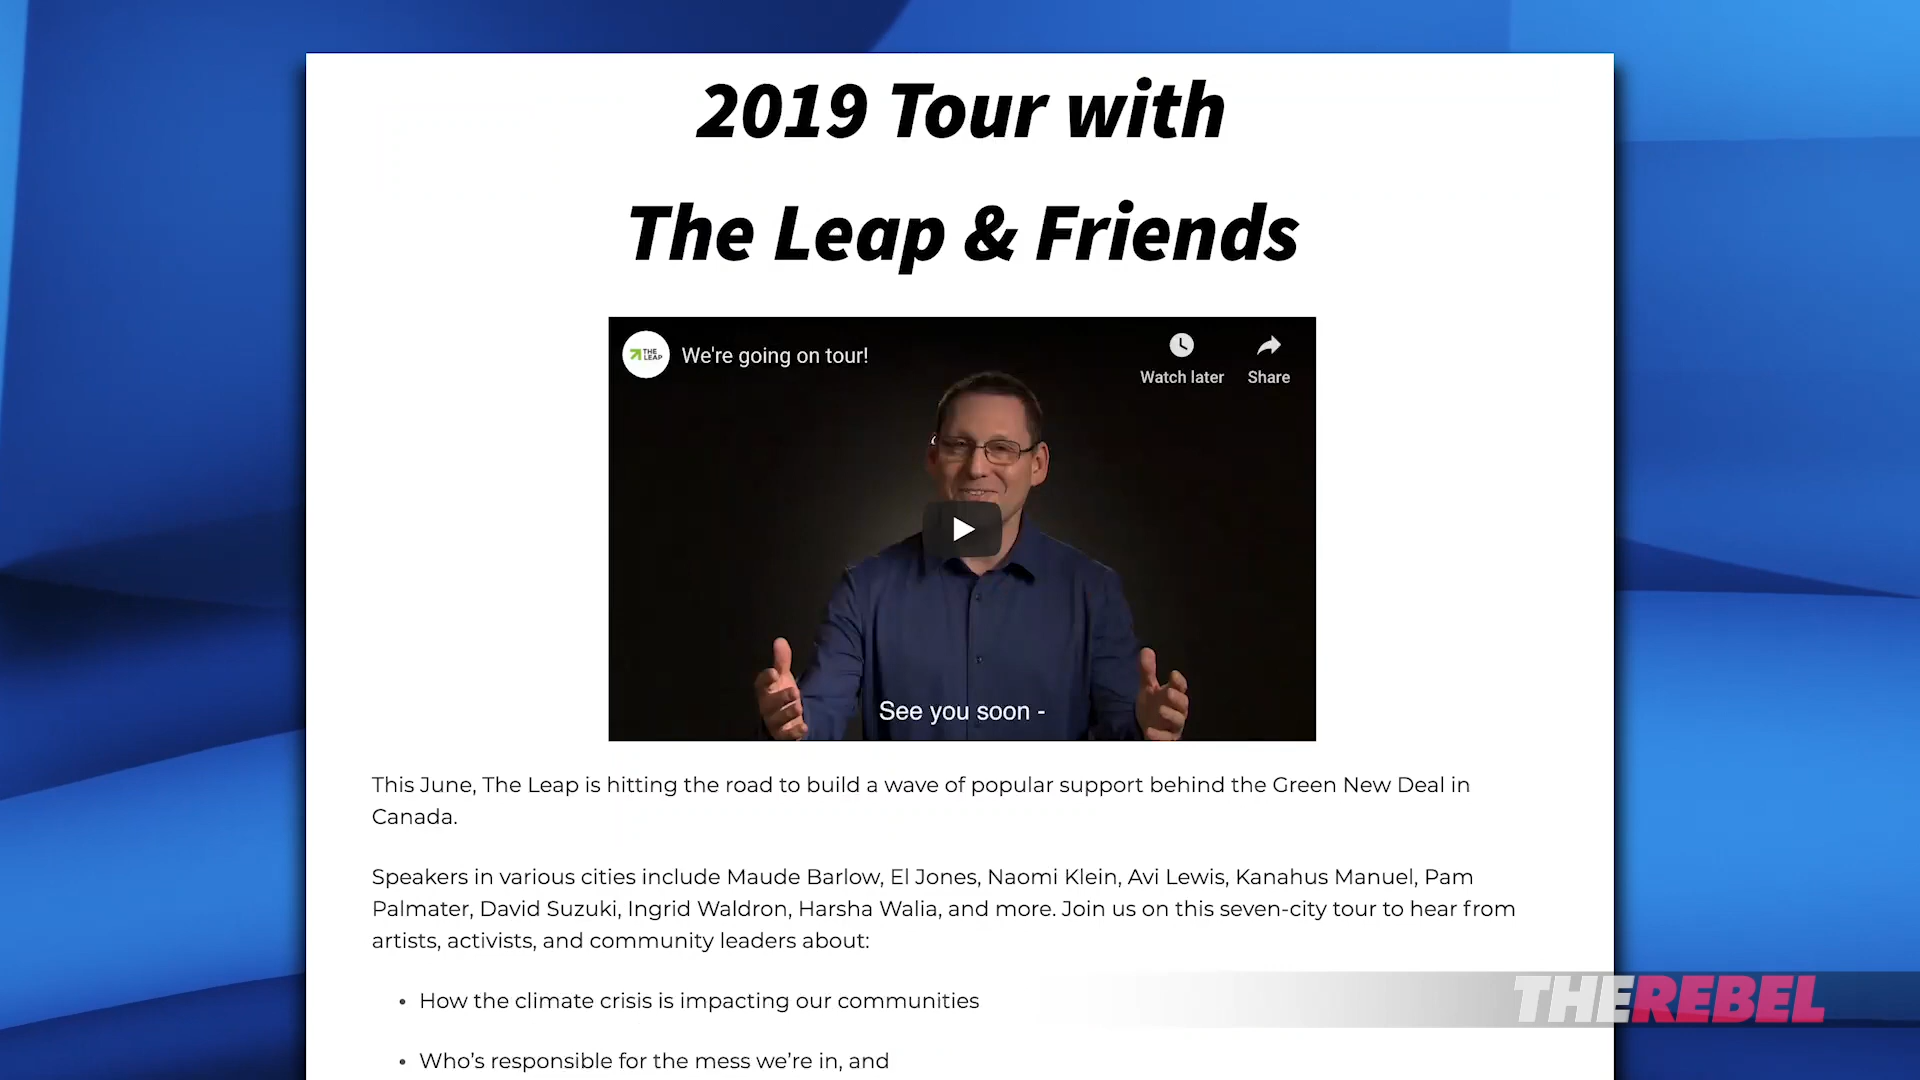 2019 Tour with
The Leap & Friends
THE LEAP
We're going on tour!
Watch later
Share
See you soon -
This June, The Leap is hitting the road to build a wave of popular support behind the Green New Deal in
Canada.
Speakers in various cities include Maude Barlow, El Jones, Naomi Klein, Avi Lewis, Kanahus Manuel, Pam
Palmater, David Suzuki, Ingrid Waldron, Harsha Walia, and more. Join us on this seven-city tour to hear from
artists, activists, and community leaders about:
• How the climate crisis is impacting our communities
• Who’s responsible for the mess we’re in, and
THEREBEL